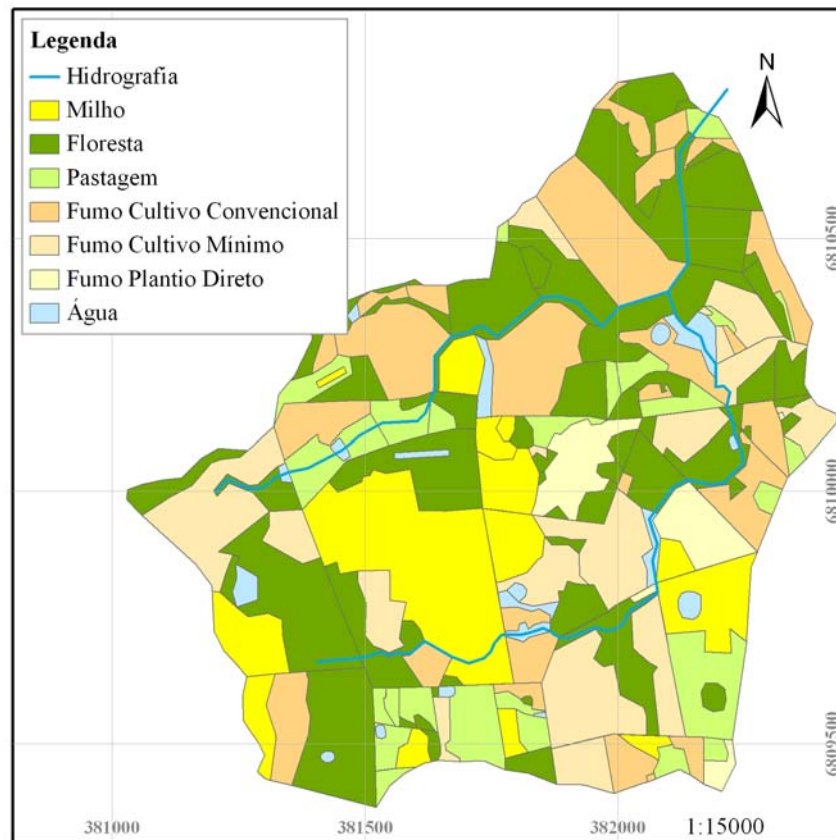 Legenda
Hidrografia
Milho
Floresta
Pastagem
Fumo Cultivo Convencional
Fumo Cultivo Mínimo
Fumo Plantio Direto
Água
N
6810500
6810000
6809500
381000
381500
382000
1:15000